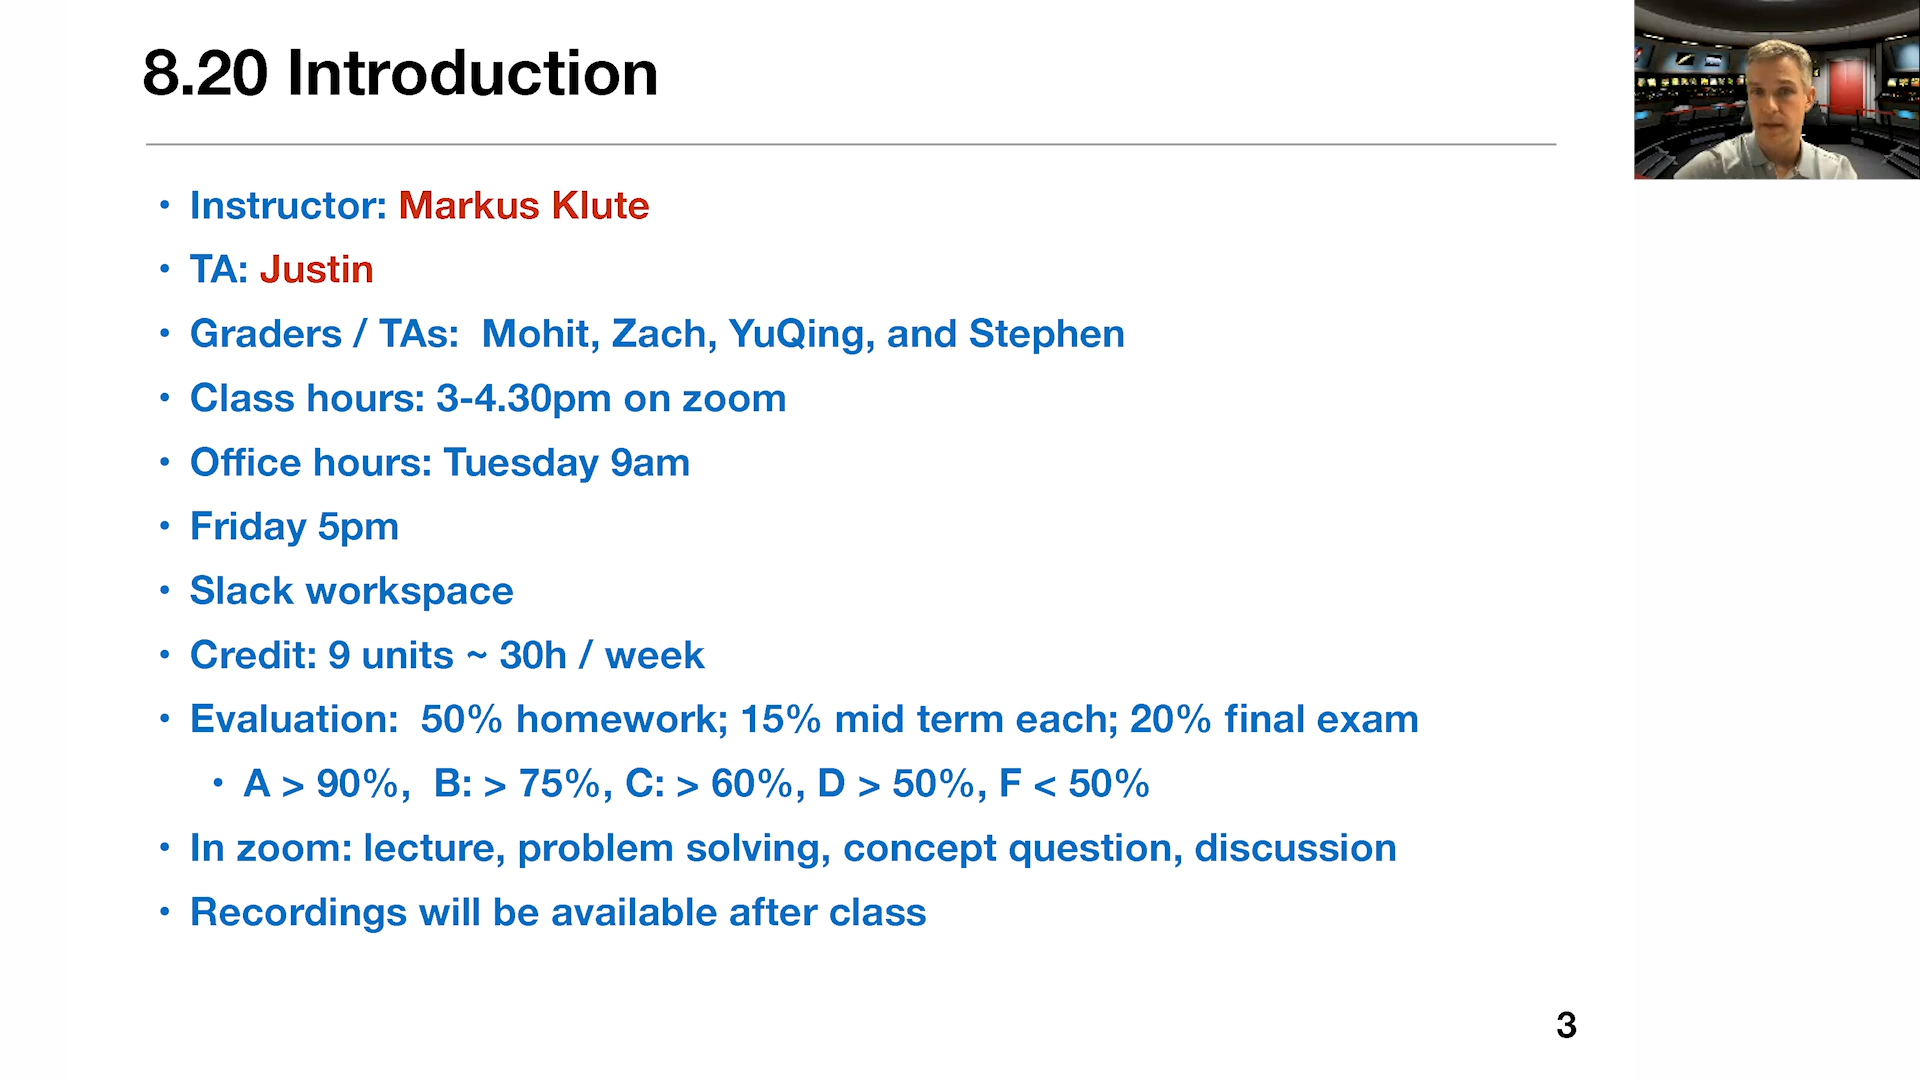 8.20 Introduction
• Instructor: Markus Klute
• TA: Justin
• Graders / TAs:  Mohit, Zach, YuQing, and Stephen
• Class hours: 3-4.30pm on zoom
• Office hours: Tuesday 9am
• Friday 5pm
• Slack workspace
• Credit: 9 units ~ 30h / week
• Evaluation:  50% homework; 15% mid term each; 20% final exam
• A > 90%,  B: > 75%, C: > 60%, D > 50%, F < 50%
• In zoom: lecture, problem solving, concept question, discussion
• Recordings will be available after class
3